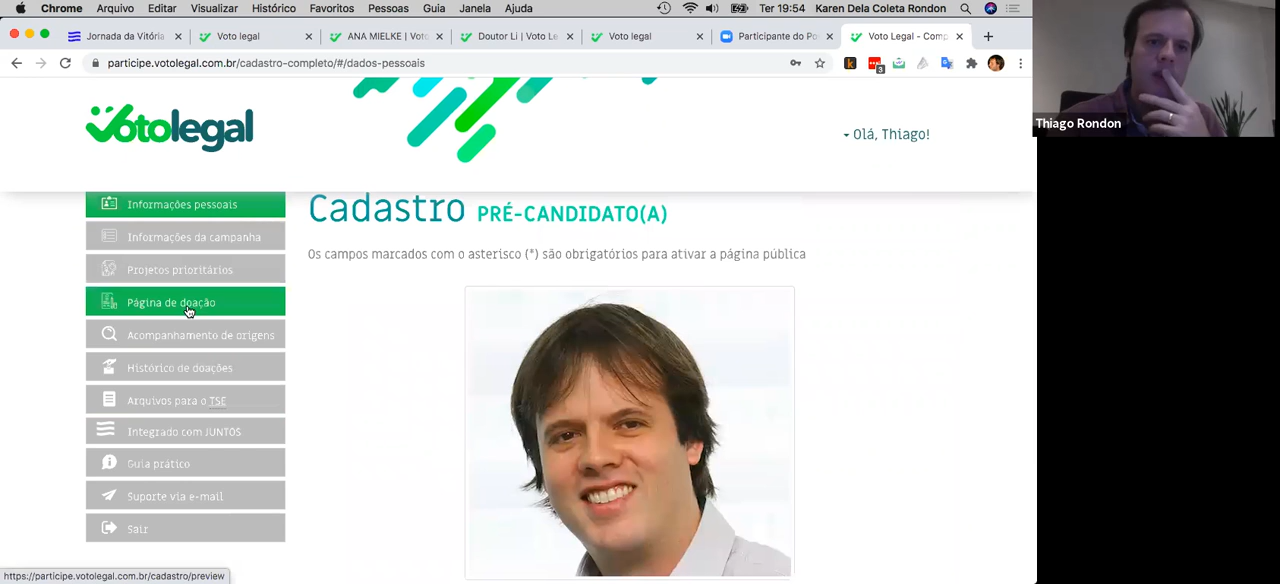 Chrome Arquivo Editar Visualizar Histórico Favoritos Pessoas Guia Janela Ajuda
Ter 19:54 Karen Dela Coleta Rondon
Jornada da Vitória
Voto legal
ANA MIELKE | Voto
Doutor Li | Voto Le
Voto legal
Participante do Po
Voto Legal - Comp
participe.votolegal.com.br/cadastro-completo/#/dados-pessoais
3
Thiago Rondon
votolegal
Olá, Thiago!
Informações pessoais
Informações da campanha
Projetos prioritários
Página de doação
Acompanhamento de origens
Histórico de doações
Arquivos para o TSE
Integrado com JUNTOS
Guia prático
Suporte via e-mail
Sair
Cadastro PRÉ-CANDIDATO(A)
Os campos marcados com o asterisco (*) são obrigatórios para ativar a página pública
https://participe.votolegal.com.br/cadastro/preview